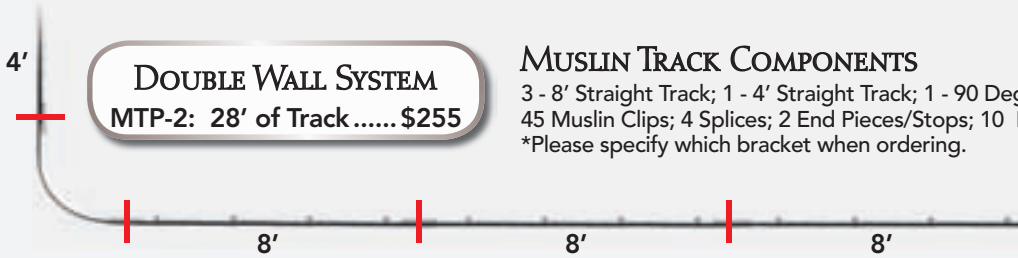 4′
DOUBLE WALL SYSTEM
MTP-2: 28′ of Track ...... $255
MUSLIN TRACK COMPONENTS
3 - 8′ Straight Track; 1 - 4′ Straight Track; 1 - 90
45 Muslin Clips; 4 Splices; 2 End Pieces/Stops; 10
*Please specify which bracket when ordering.
8′ 8′ 8′